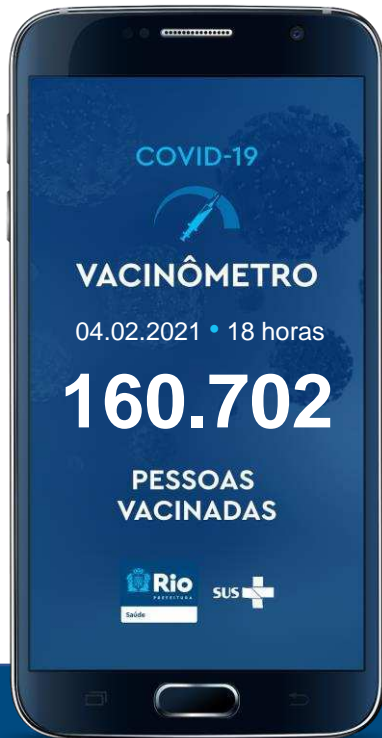 COVID-19
VACINÔMETRO
04.02.2021 • 18 horas
160.702
PESSOAS
VACINADAS
Rio
PREFEITURA
Saúde
SUS